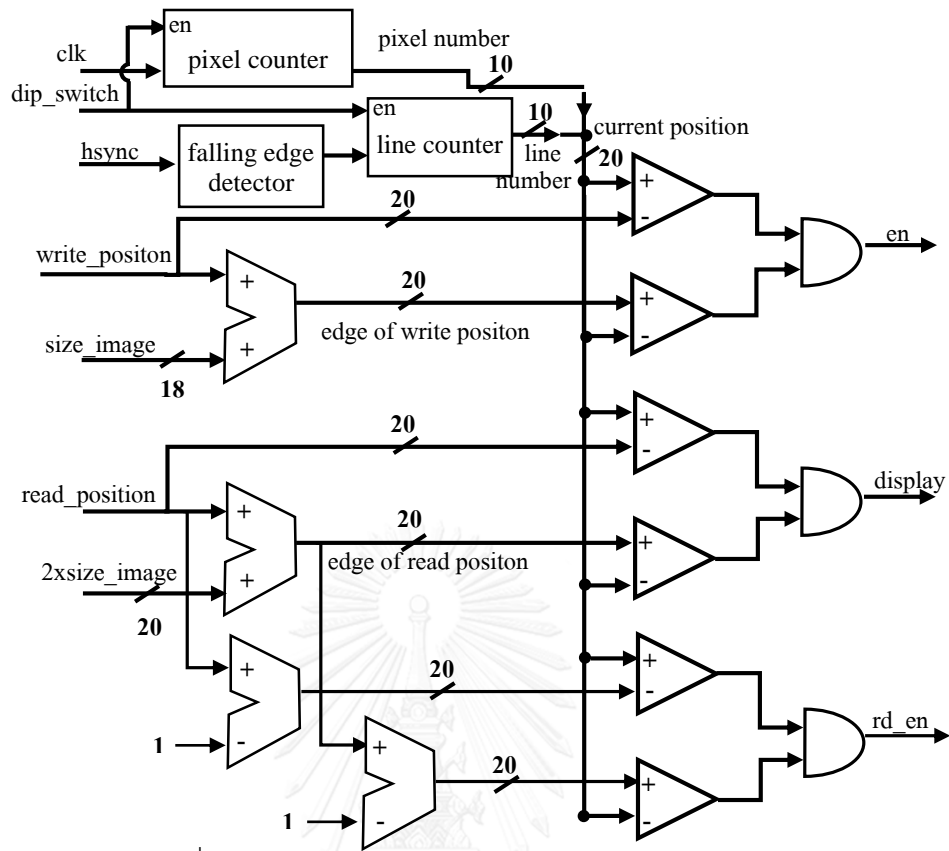 en
pixel counter
pixel number
clk
10
dip_switch
en
line counter
10
current position
hsync
falling edge
detector
line
number
20
+
-
20
en
write_positon
+
+
20
edge of write positon
+
-
size_image
18
20
+
-
display
read_position
+
+
20
edge of read positon
+
-
2xsize_image
20
+
-
20
+
-
rd_en
1
+
-
20
+
-
1